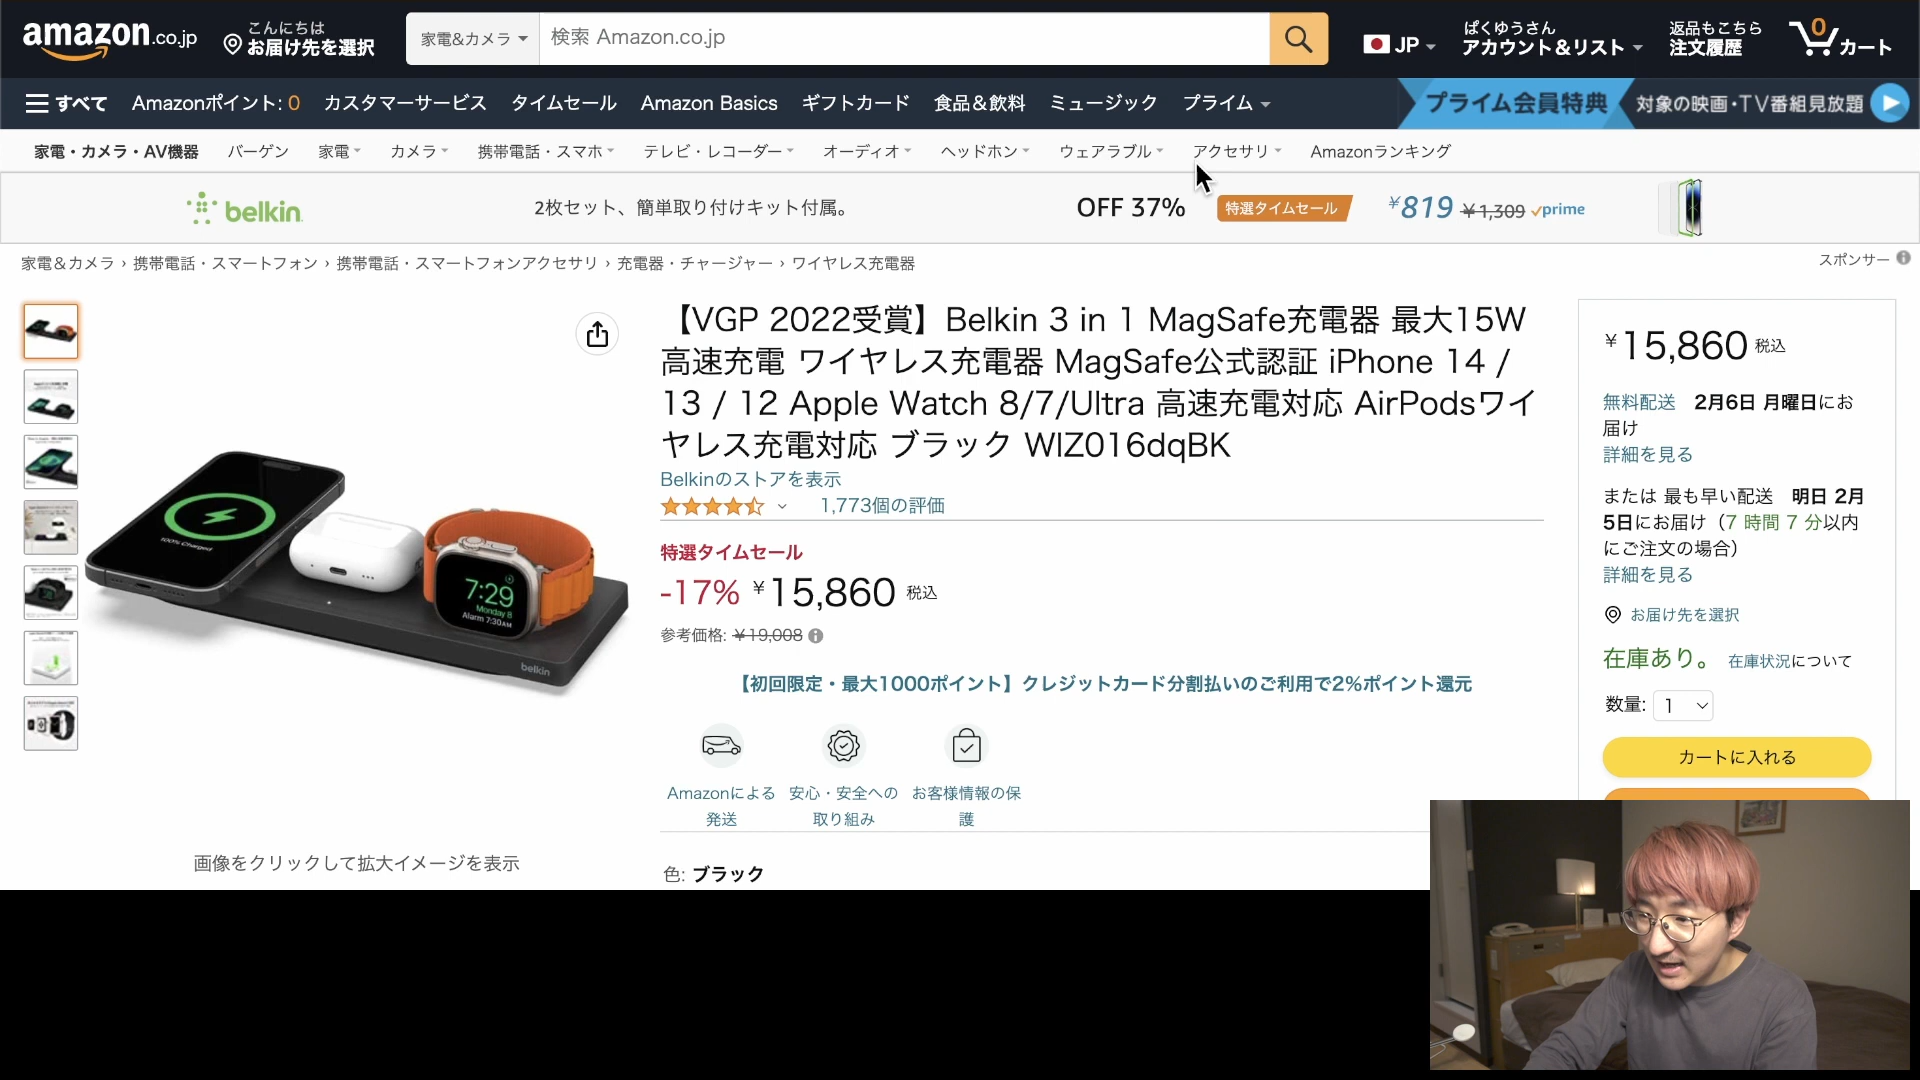 amazon.co.jp
こんにちは
お届け先を選択
家電&カメラ
検索 Amazon.co.jp
JP
ぱくゆうさん
アカウント&リスト
返品もこちら
注文履歴
0
カート
すべて
Amazonポイント: 0
カスタマーサービス
タイムセール
Amazon Basics
ギフトカード
食品&飲料
ミュージック
プライム
プライム会員特典
対象の映画・TV番組見放題
家電・カメラ・AV機器
バーゲン
家電
カメラ
携帯電話・スマホ
テレビ・レコーダー
オーディオ
ヘッドホン
ウェアラブル
アクセサリ
Amazonランキング
belkin
2枚セット、簡単取り付けキット付属。
OFF 37%
特選タイムセール
¥819 ¥1,309 prime
家電&カメラ › 携帯電話・スマートフォン › 携帯電話・スマートフォンアクセサリ › 充電器・チャージャー › ワイヤレス充電器
スポンサー
【VGP 2022受賞】Belkin 3 in 1 MagSafe充電器 最大15W
高速充電 ワイヤレス充電器 MagSafe公式認証 iPhone 14 /
13 / 12 Apple Watch 8/7/Ultra 高速充電対応 AirPodsワイ
ヤレス充電対応 ブラック WIZ016dqBK
Belkinのストアを表示
1,773個の評価
特選タイムセール
-17% ¥15,860 税込
参考価格: ¥19,008
【初回限定・最大1000ポイント】クレジットカード分割払いのご利用で2%ポイント還元
Amazonによる
発送
安心・安全への
取り組み
お客様情報の保
護
色: ブラック
100% Charged
7:29
Monday 8
Alarm 7:30AM
belkin
画像をクリックして拡大イメージを表示
¥15,860 税込
無料配送 2月6日 月曜日にお
届け
詳細を見る
または 最も早い配送 明日 2月
5日にお届け（7 時間 7 分以内
にご注文の場合）
詳細を見る
お届け先を選択
在庫あり。 在庫状況について
数量: 1
カートに入れる